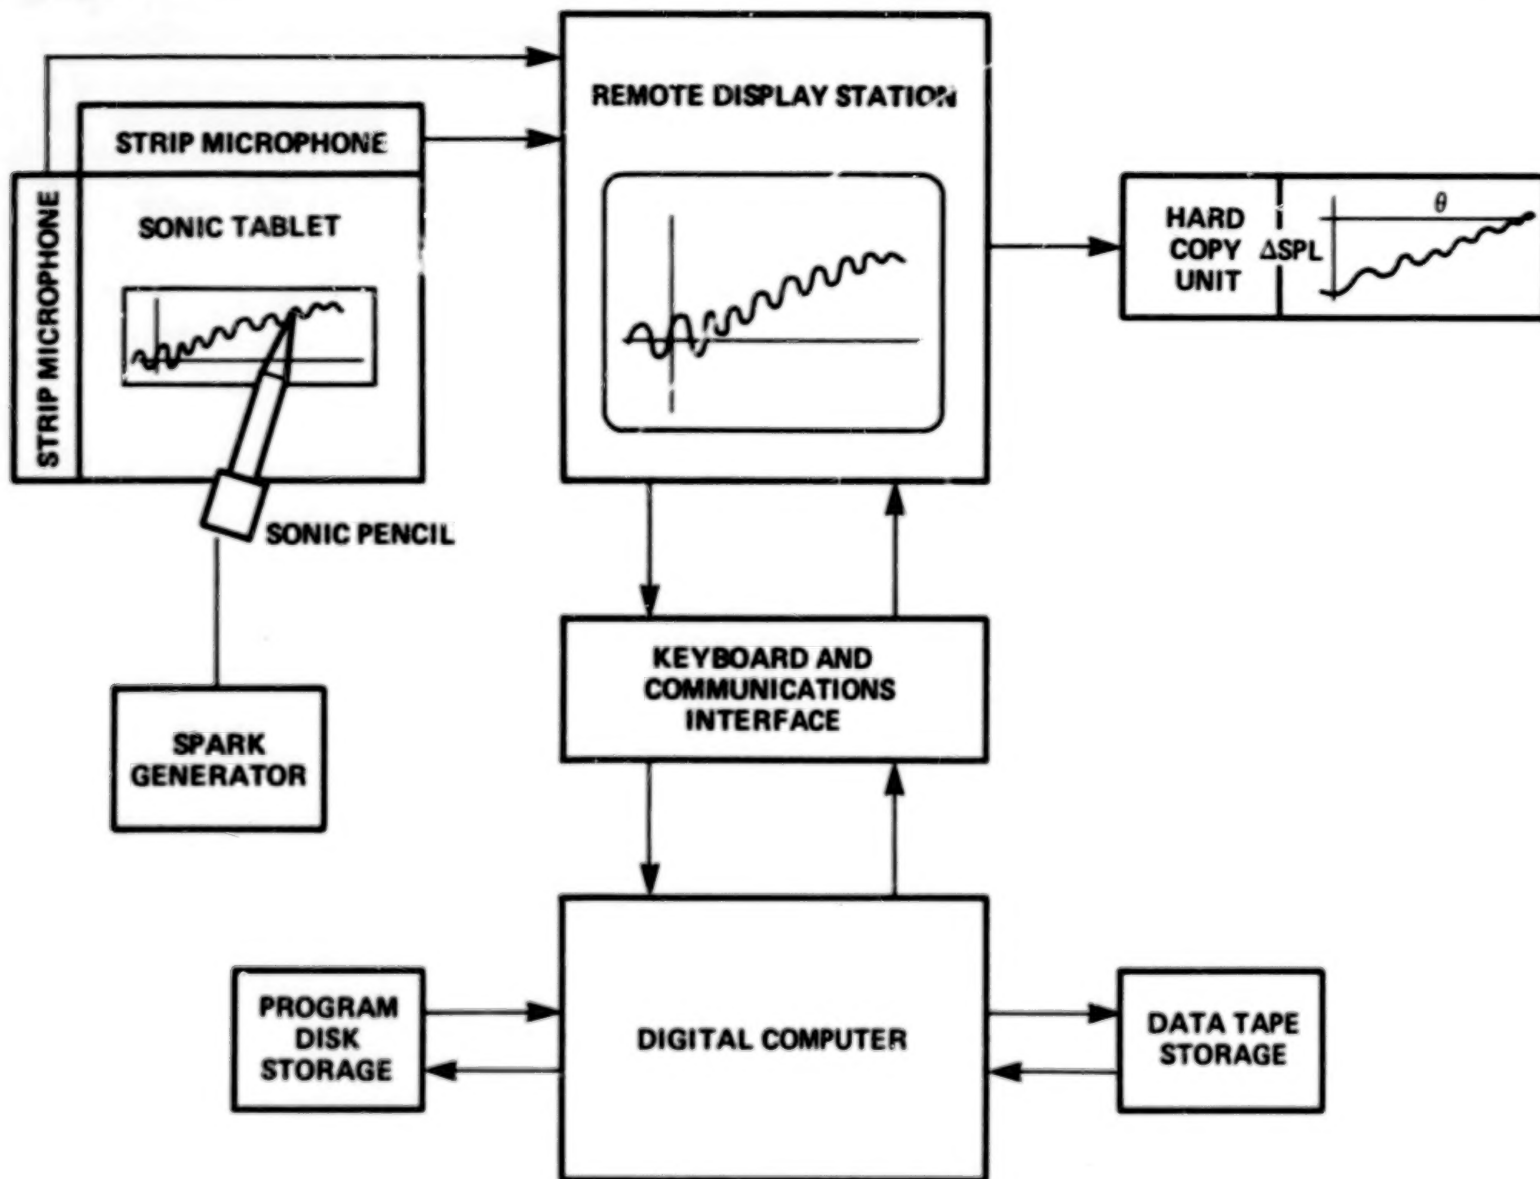 REMOTE DISPLAY STATION
STRIP MICROPHONE
STRIP MICROPHONE
SONIC TABLET
SONIC PENCIL
SPARK
GENERATOR
HARD
COPY
UNIT
ΔSPL
θ
KEYBOARD AND
COMMUNICATIONS
INTERFACE
PROGRAM
DISK
STORAGE
DIGITAL COMPUTER
DATA TAPE
STORAGE